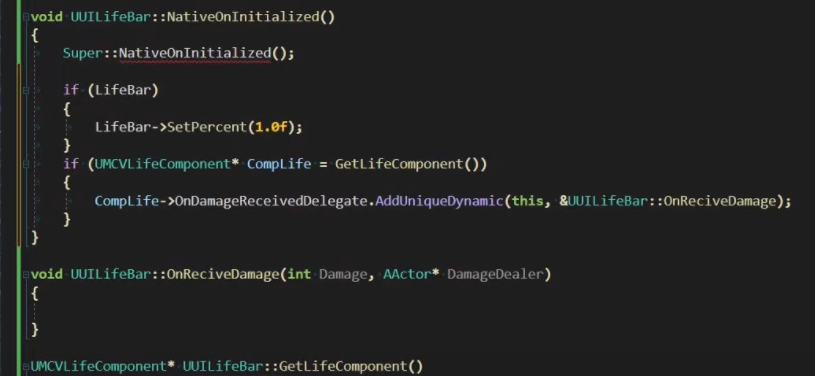 void UUILifeBar::NativeOnInitialized()
{
Super::NativeOnInitialized();
if (LifeBar)
{
LifeBar->SetPercent(1.0f);
}
if (UMCVLifeComponent* CompLife = GetLifeComponent())
{
CompLife->OnDamageReceivedDelegate.AddUniqueDynamic(this, &UUILifeBar::OnReciveDamage);
}
}
void UUILifeBar::OnReciveDamage(int Damage, AActor* DamageDealer)
{
}
UMCVLifeComponent* UUILifeBar::GetLifeComponent()